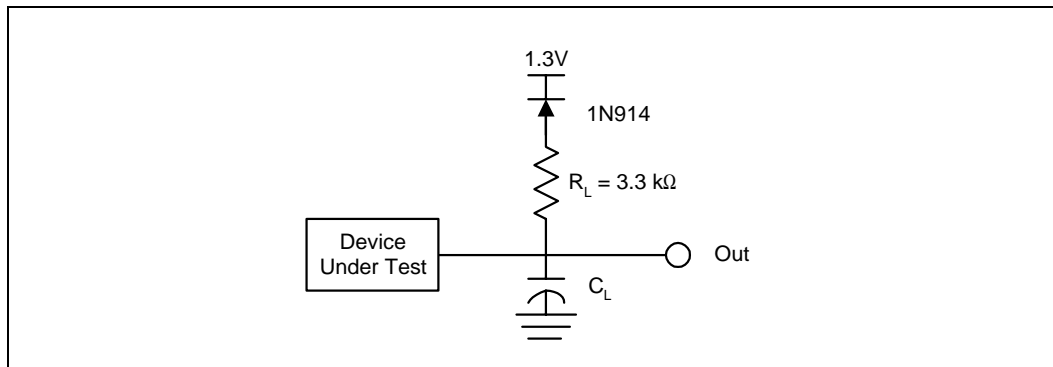 1.3V
1N914
R_L = 3.3 kΩ
Device
Under Test
Out
C_L